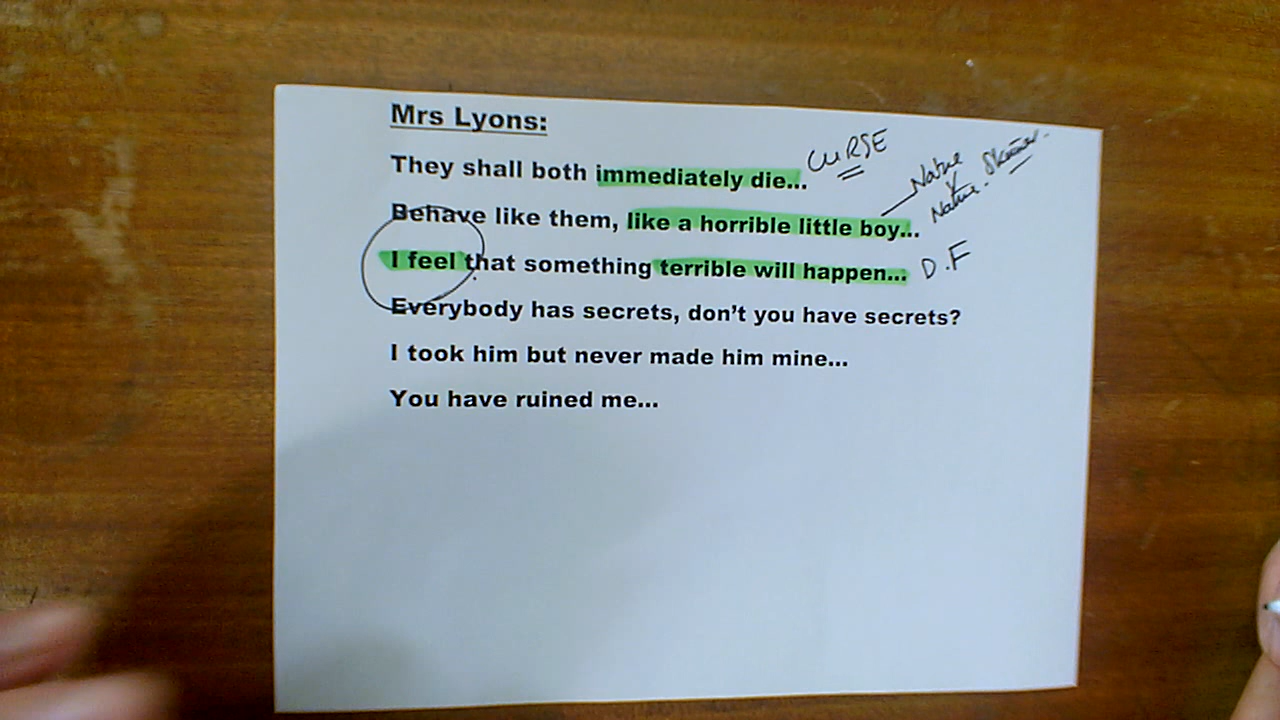 Mrs Lyons:
They shall both immediately die... CURSE
Behave like them, like a horrible little boy... Nature v Nature.
I feel that something terrible will happen... D.F
Everybody has secrets, don't you have secrets?
I took him but never made him mine...
You have ruined me...